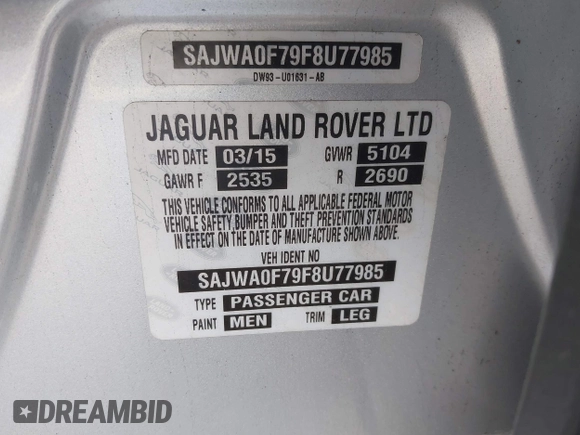 SAJWA0F79F8U77985
DW93-U01631-AB
JAGUAR LAND ROVER LTD
MFD DATE 03/15 GVWR 5104
GAWR F 2535 R 2690
THIS VEHICLE CONFORMS TO ALL APPLICABLE FEDERAL MOTOR
VEHICLE SAFETY,BUMPER AND THEFT PREVENTION STANDARDS
IN EFFECT ON THE DATE OF MANUFACTURE SHOWN ABOVE.
VEH IDENT NO
SAJWA0F79F8U77985
TYPE PASSENGER CAR
PAINT MEN TRIM LEG
DREAMBID